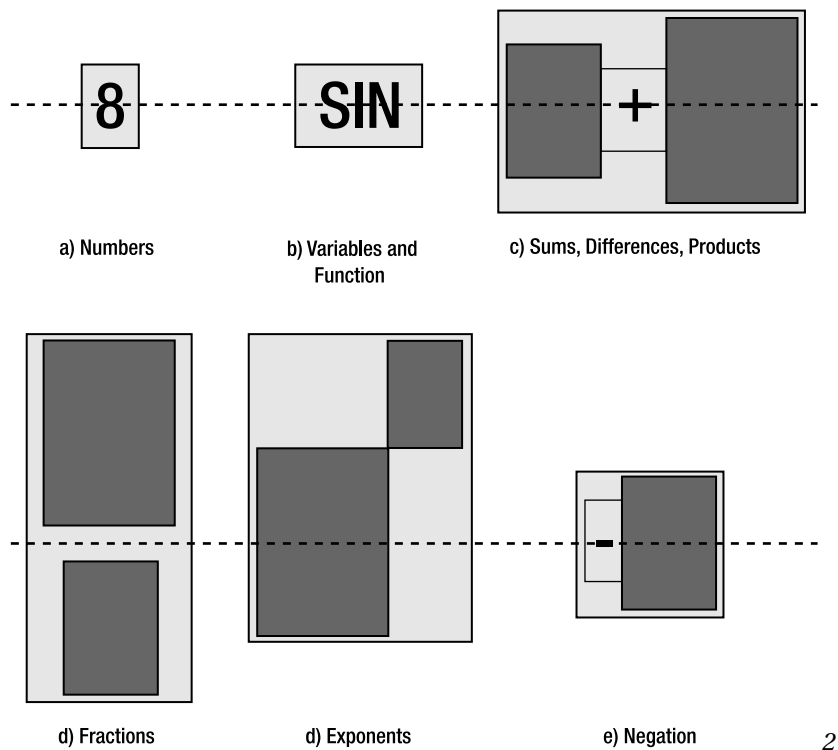 8
SIN
+
a) Numbers
b) Variables and
Function
c) Sums, Differences, Products
-
d) Fractions
d) Exponents
e) Negation
2